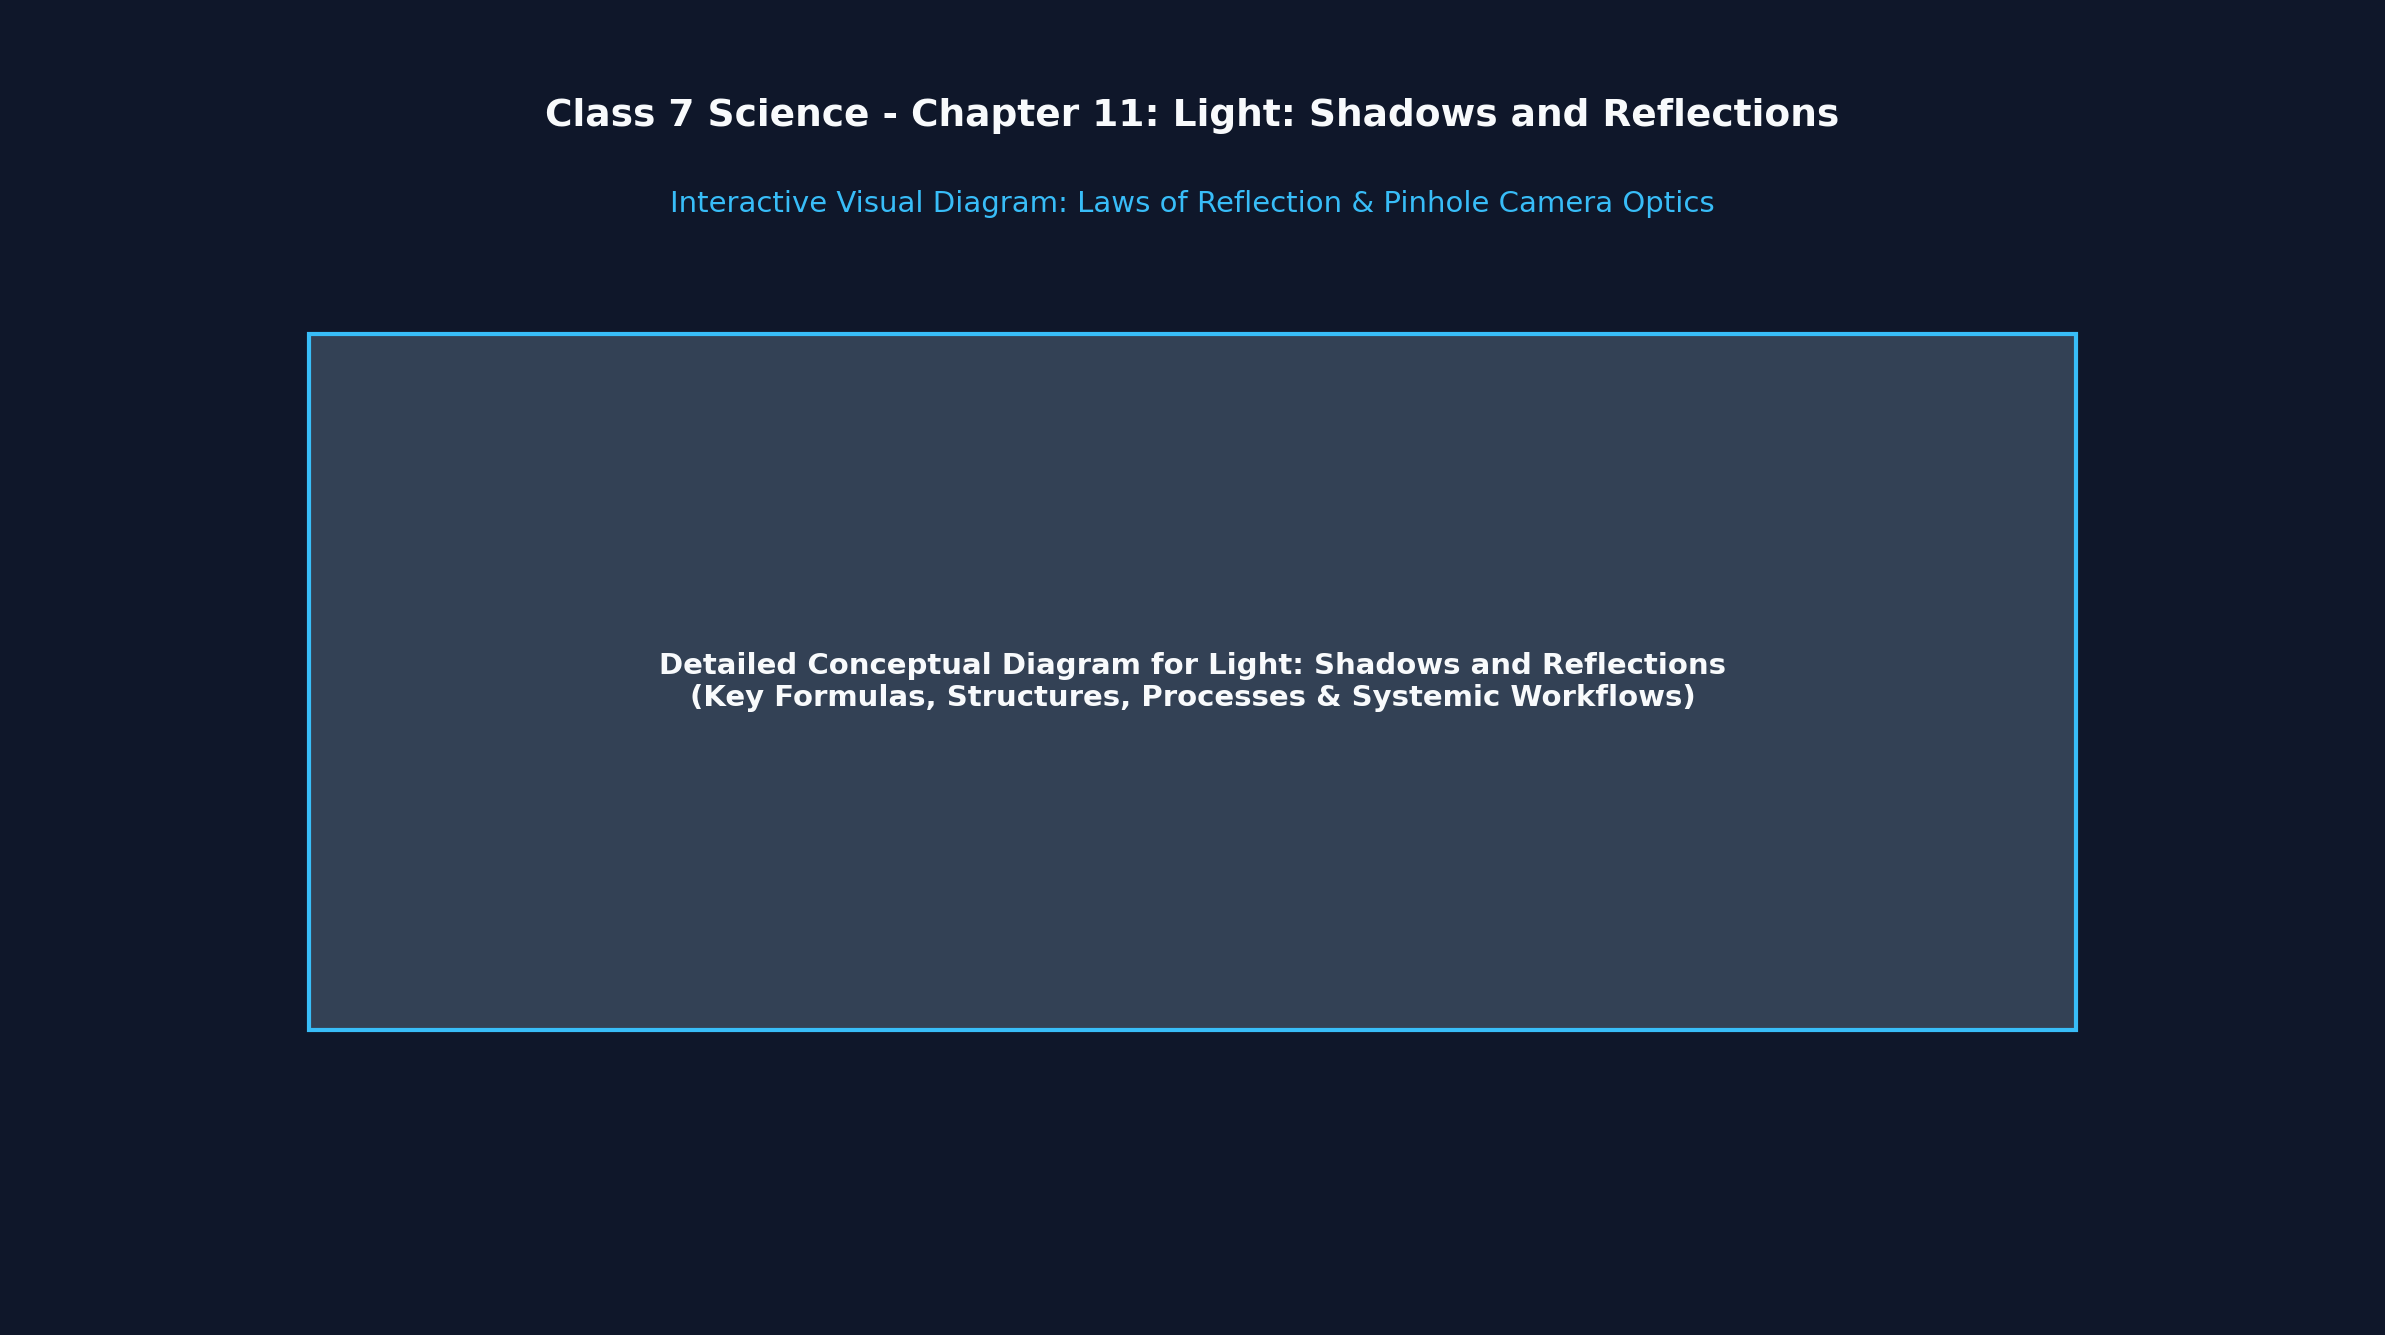 Class 7 Science - Chapter 11: Light: Shadows and Reflections
Interactive Visual Diagram: Laws of Reflection & Pinhole Camera Optics
Detailed Conceptual Diagram for Light: Shadows and Reflections
(Key Formulas, Structures, Processes & Systemic Workflows)